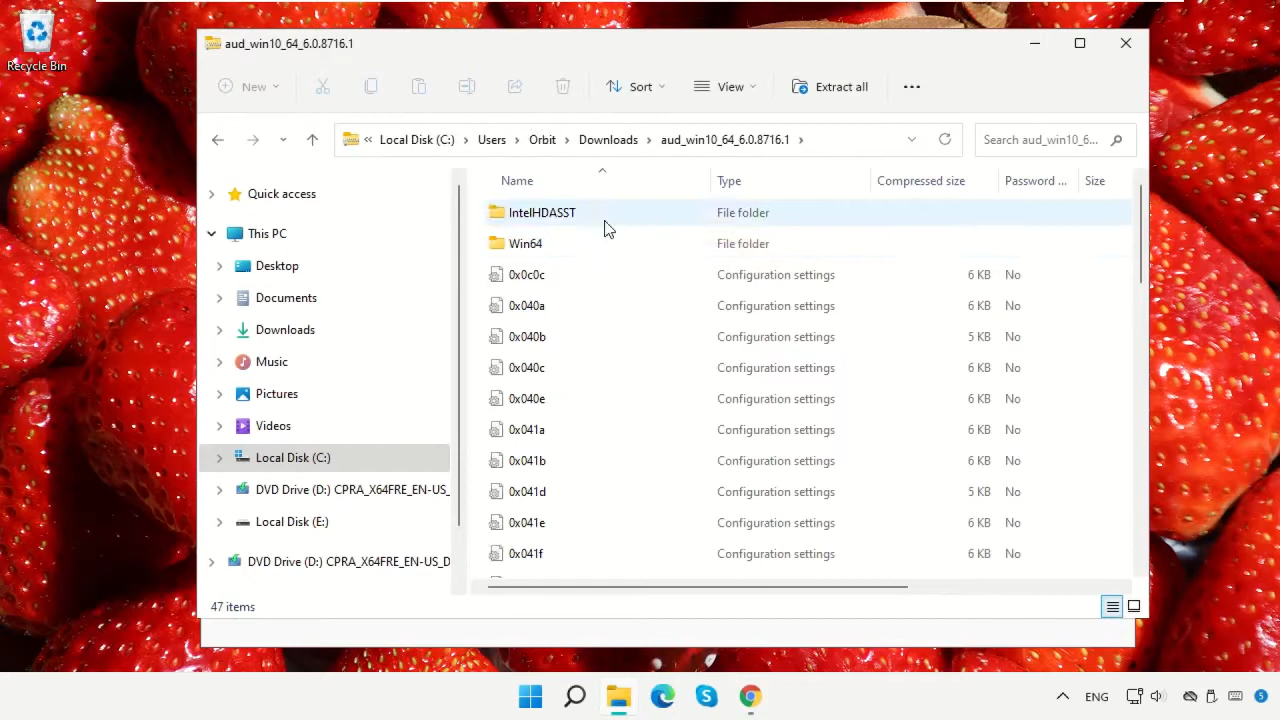 Recycle Bin
aud_win10_64_6.0.8716.1
New
Sort
View
Extract all
« Local Disk (C:) > Users > Orbit > Downloads > aud_win10_64_6.0.8716.1 >
Search aud_win10_6...
Quick access
This PC
Desktop
Documents
Downloads
Music
Pictures
Videos
Local Disk (C:)
DVD Drive (D:) CPRA_X64FRE_EN-US_
Local Disk (E:)
DVD Drive (D:) CPRA_X64FRE_EN-US_D
Name Type Compressed size Password ... Size
IntelHDASST File folder
Win64 File folder
0x0c0c Configuration settings 6 KB No
0x040a Configuration settings 6 KB No
0x040b Configuration settings 5 KB No
0x040c Configuration settings 6 KB No
0x040e Configuration settings 6 KB No
0x041a Configuration settings 6 KB No
0x041b Configuration settings 6 KB No
0x041d Configuration settings 5 KB No
0x041e Configuration settings 6 KB No
0x041f Configuration settings 6 KB No
47 items
ENG
5